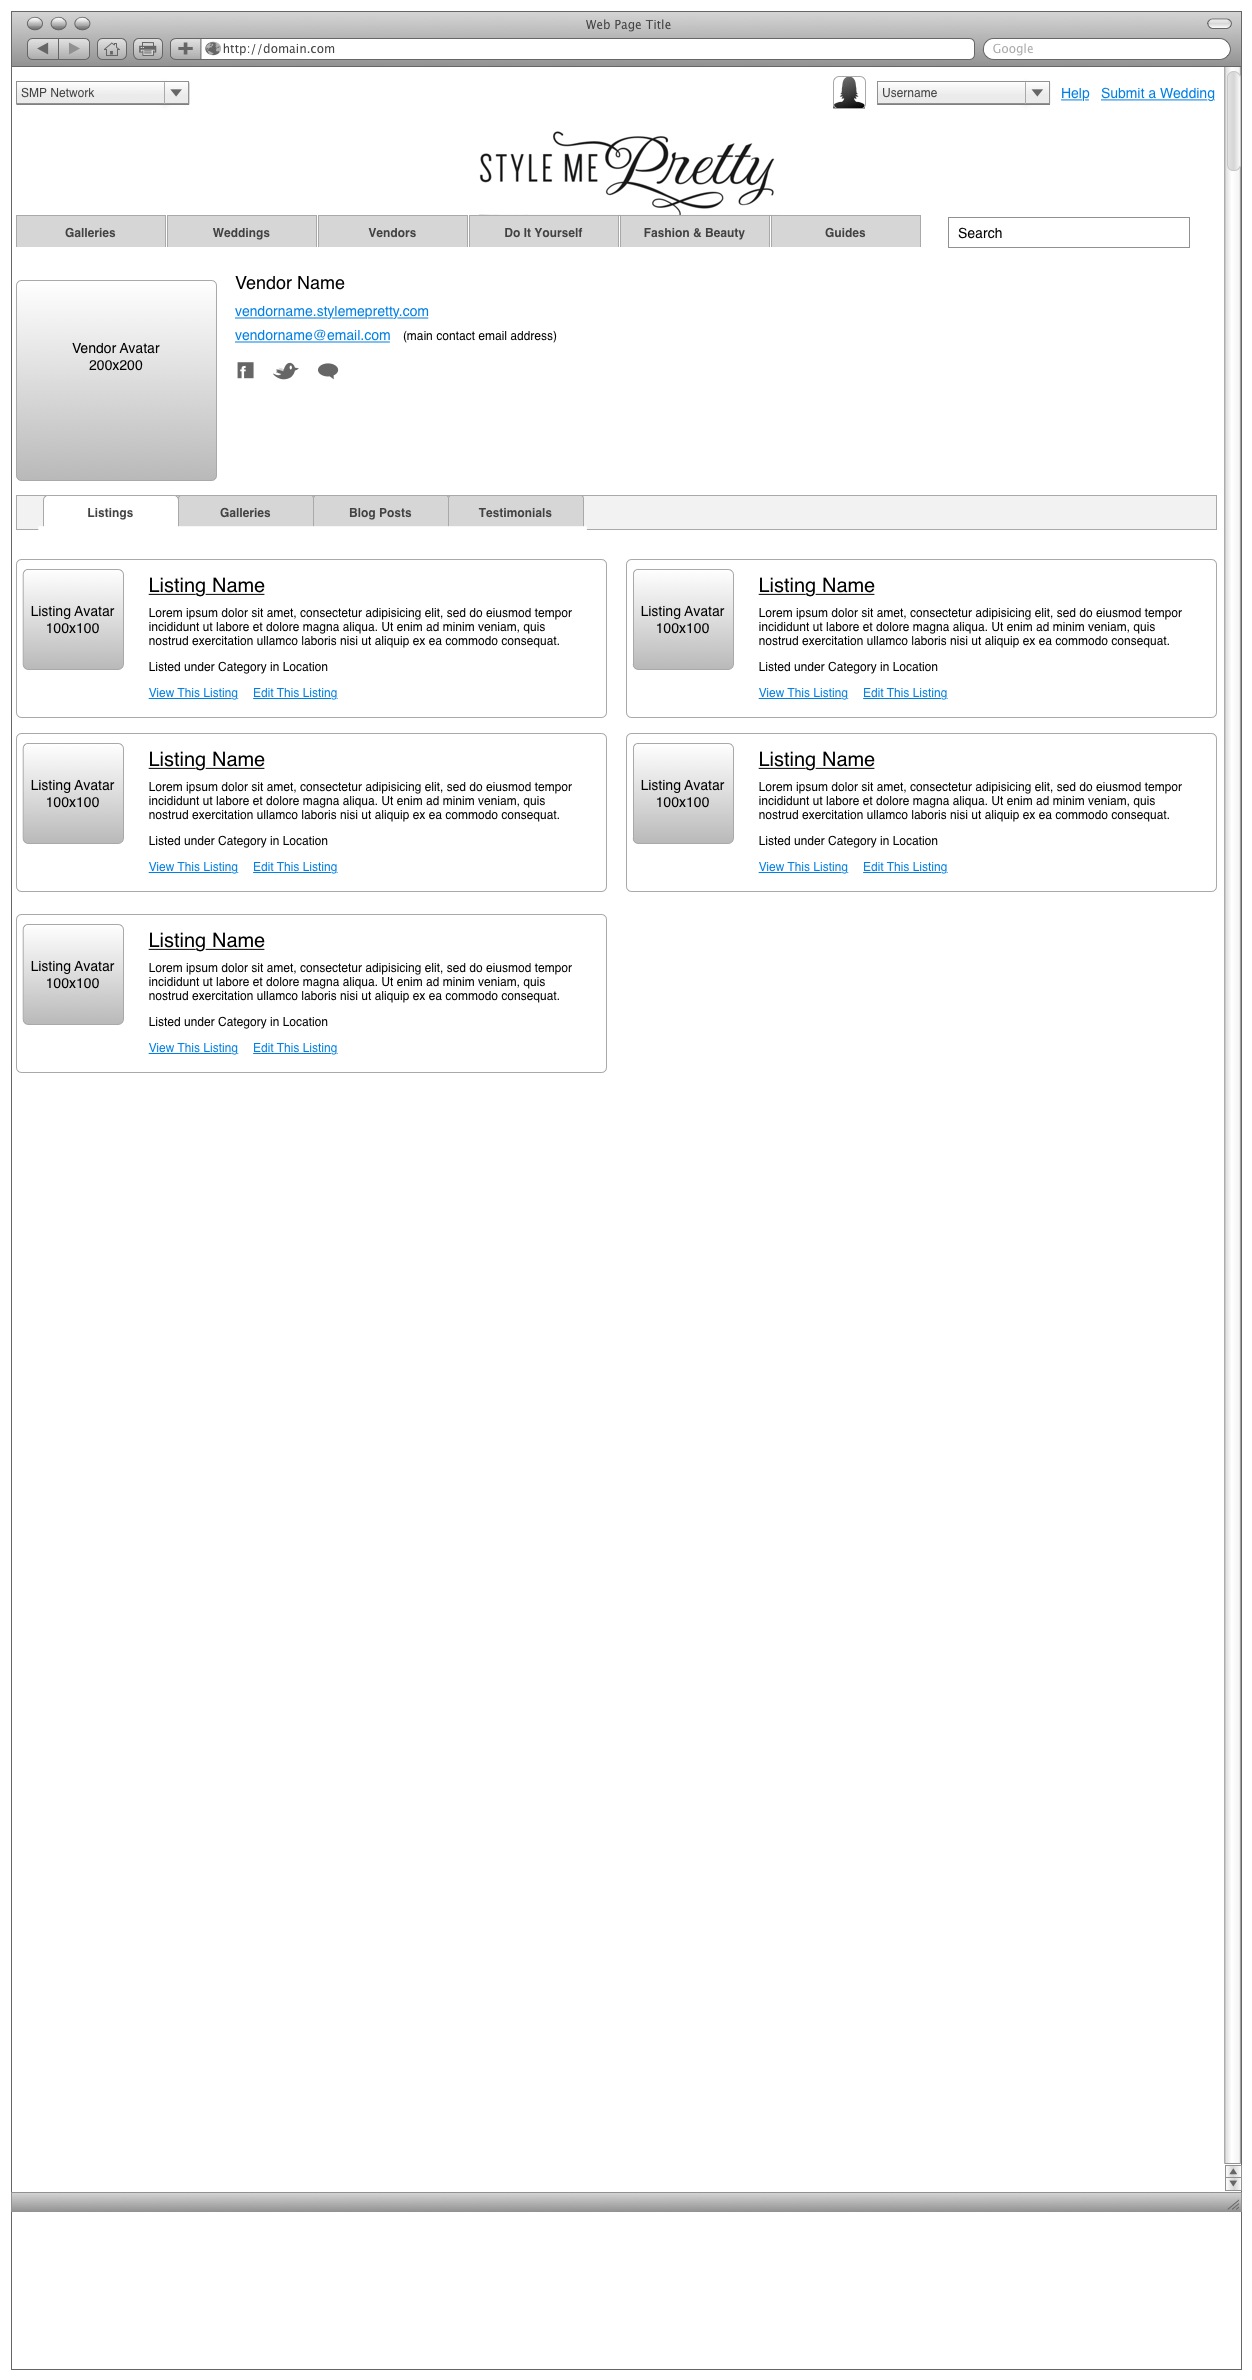 Web Page Title
http://domain.com
Google
SMP Network
Username
Help
Submit a Wedding
STYLE ME Pretty
Galleries
Weddings
Vendors
Do It Yourself
Fashion & Beauty
Guides
Search
Vendor Avatar
200x200
Vendor Name
vendorname.stylemepretty.com
vendorname@email.com (main contact email address)
Listings
Galleries
Blog Posts
Testimonials
Listing Avatar
100x100
Listing Name
Lorem ipsum dolor sit amet, consectetur adipisicing elit, sed do eiusmod tempor
incididunt ut labore et dolore magna aliqua. Ut enim ad minim veniam, quis
nostrud exercitation ullamco laboris nisi ut aliquip ex ea commodo consequat.
Listed under Category in Location
View This Listing Edit This Listing
Listing Avatar
100x100
Listing Name
Lorem ipsum dolor sit amet, consectetur adipisicing elit, sed do eiusmod tempor
incididunt ut labore et dolore magna aliqua. Ut enim ad minim veniam, quis
nostrud exercitation ullamco laboris nisi ut aliquip ex ea commodo consequat.
Listed under Category in Location
View This Listing Edit This Listing
Listing Avatar
100x100
Listing Name
Lorem ipsum dolor sit amet, consectetur adipisicing elit, sed do eiusmod tempor
incididunt ut labore et dolore magna aliqua. Ut enim ad minim veniam, quis
nostrud exercitation ullamco laboris nisi ut aliquip ex ea commodo consequat.
Listed under Category in Location
View This Listing Edit This Listing
Listing Avatar
100x100
Listing Name
Lorem ipsum dolor sit amet, consectetur adipisicing elit, sed do eiusmod tempor
incididunt ut labore et dolore magna aliqua. Ut enim ad minim veniam, quis
nostrud exercitation ullamco laboris nisi ut aliquip ex ea commodo consequat.
Listed under Category in Location
View This Listing Edit This Listing
Listing Avatar
100x100
Listing Name
Lorem ipsum dolor sit amet, consectetur adipisicing elit, sed do eiusmod tempor
incididunt ut labore et dolore magna aliqua. Ut enim ad minim veniam, quis
nostrud exercitation ullamco laboris nisi ut aliquip ex ea commodo consequat.
Listed under Category in Location
View This Listing Edit This Listing